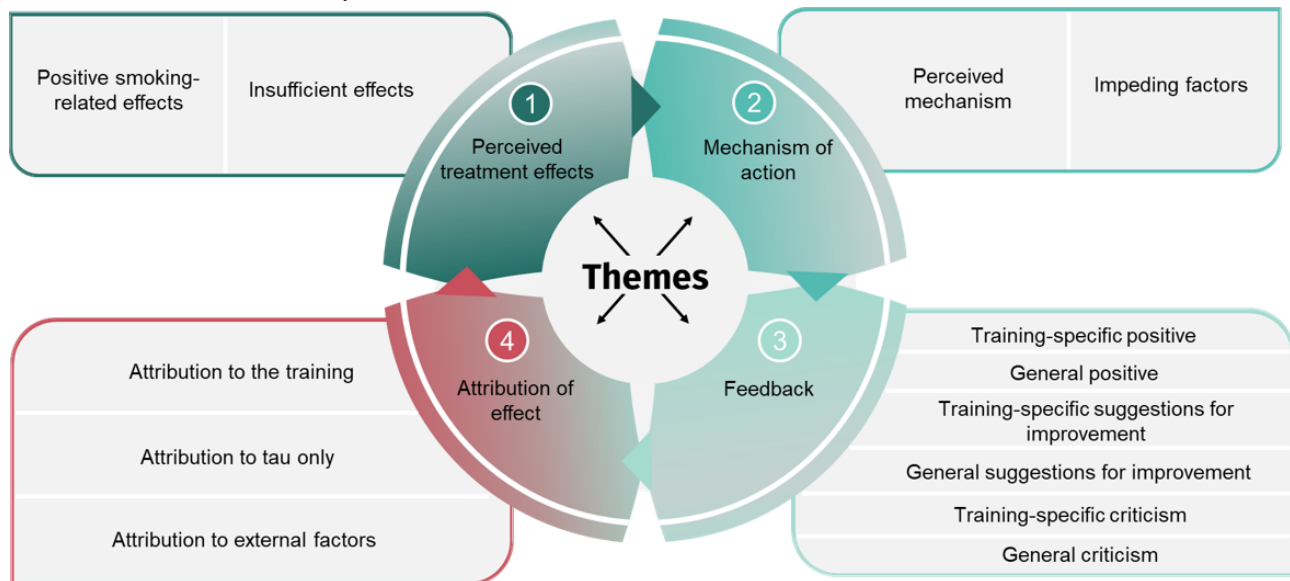 Positive smoking-
related effects
Insufficient effects
1
Perceived
treatment effects
2
Mechanism of
action
Perceived
mechanism
Impeding factors
Themes
4
Attribution of
effect
3
Feedback
Attribution to the training
Attribution to tau only
Attribution to external factors
Training-specific positive
General positive
Training-specific suggestions for
improvement
General suggestions for improvement
Training-specific criticism
General criticism